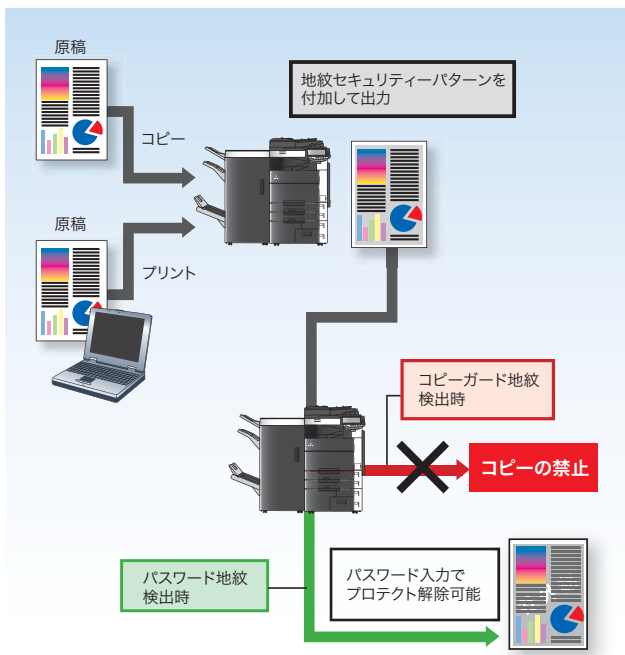 原稿
地紋セキュリティーパターンを
付加して出力
コピー
原稿
プリント
コピーガード地紋
検出時
コピーの禁止
パスワード地紋
検出時
パスワード入力で
プロテクト解除可能